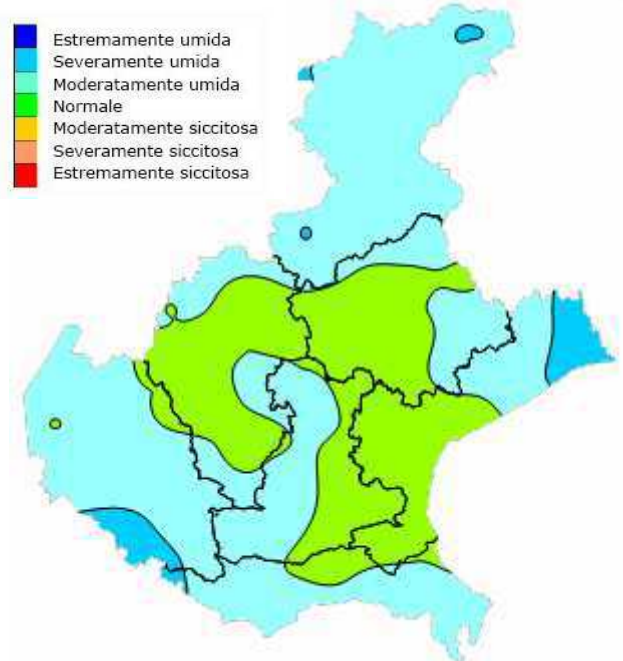 Estremamente umida
Severamente umida
Moderatamente umida
Normale
Moderatamente siccitosa
Severamente siccitosa
Estremamente siccitosa